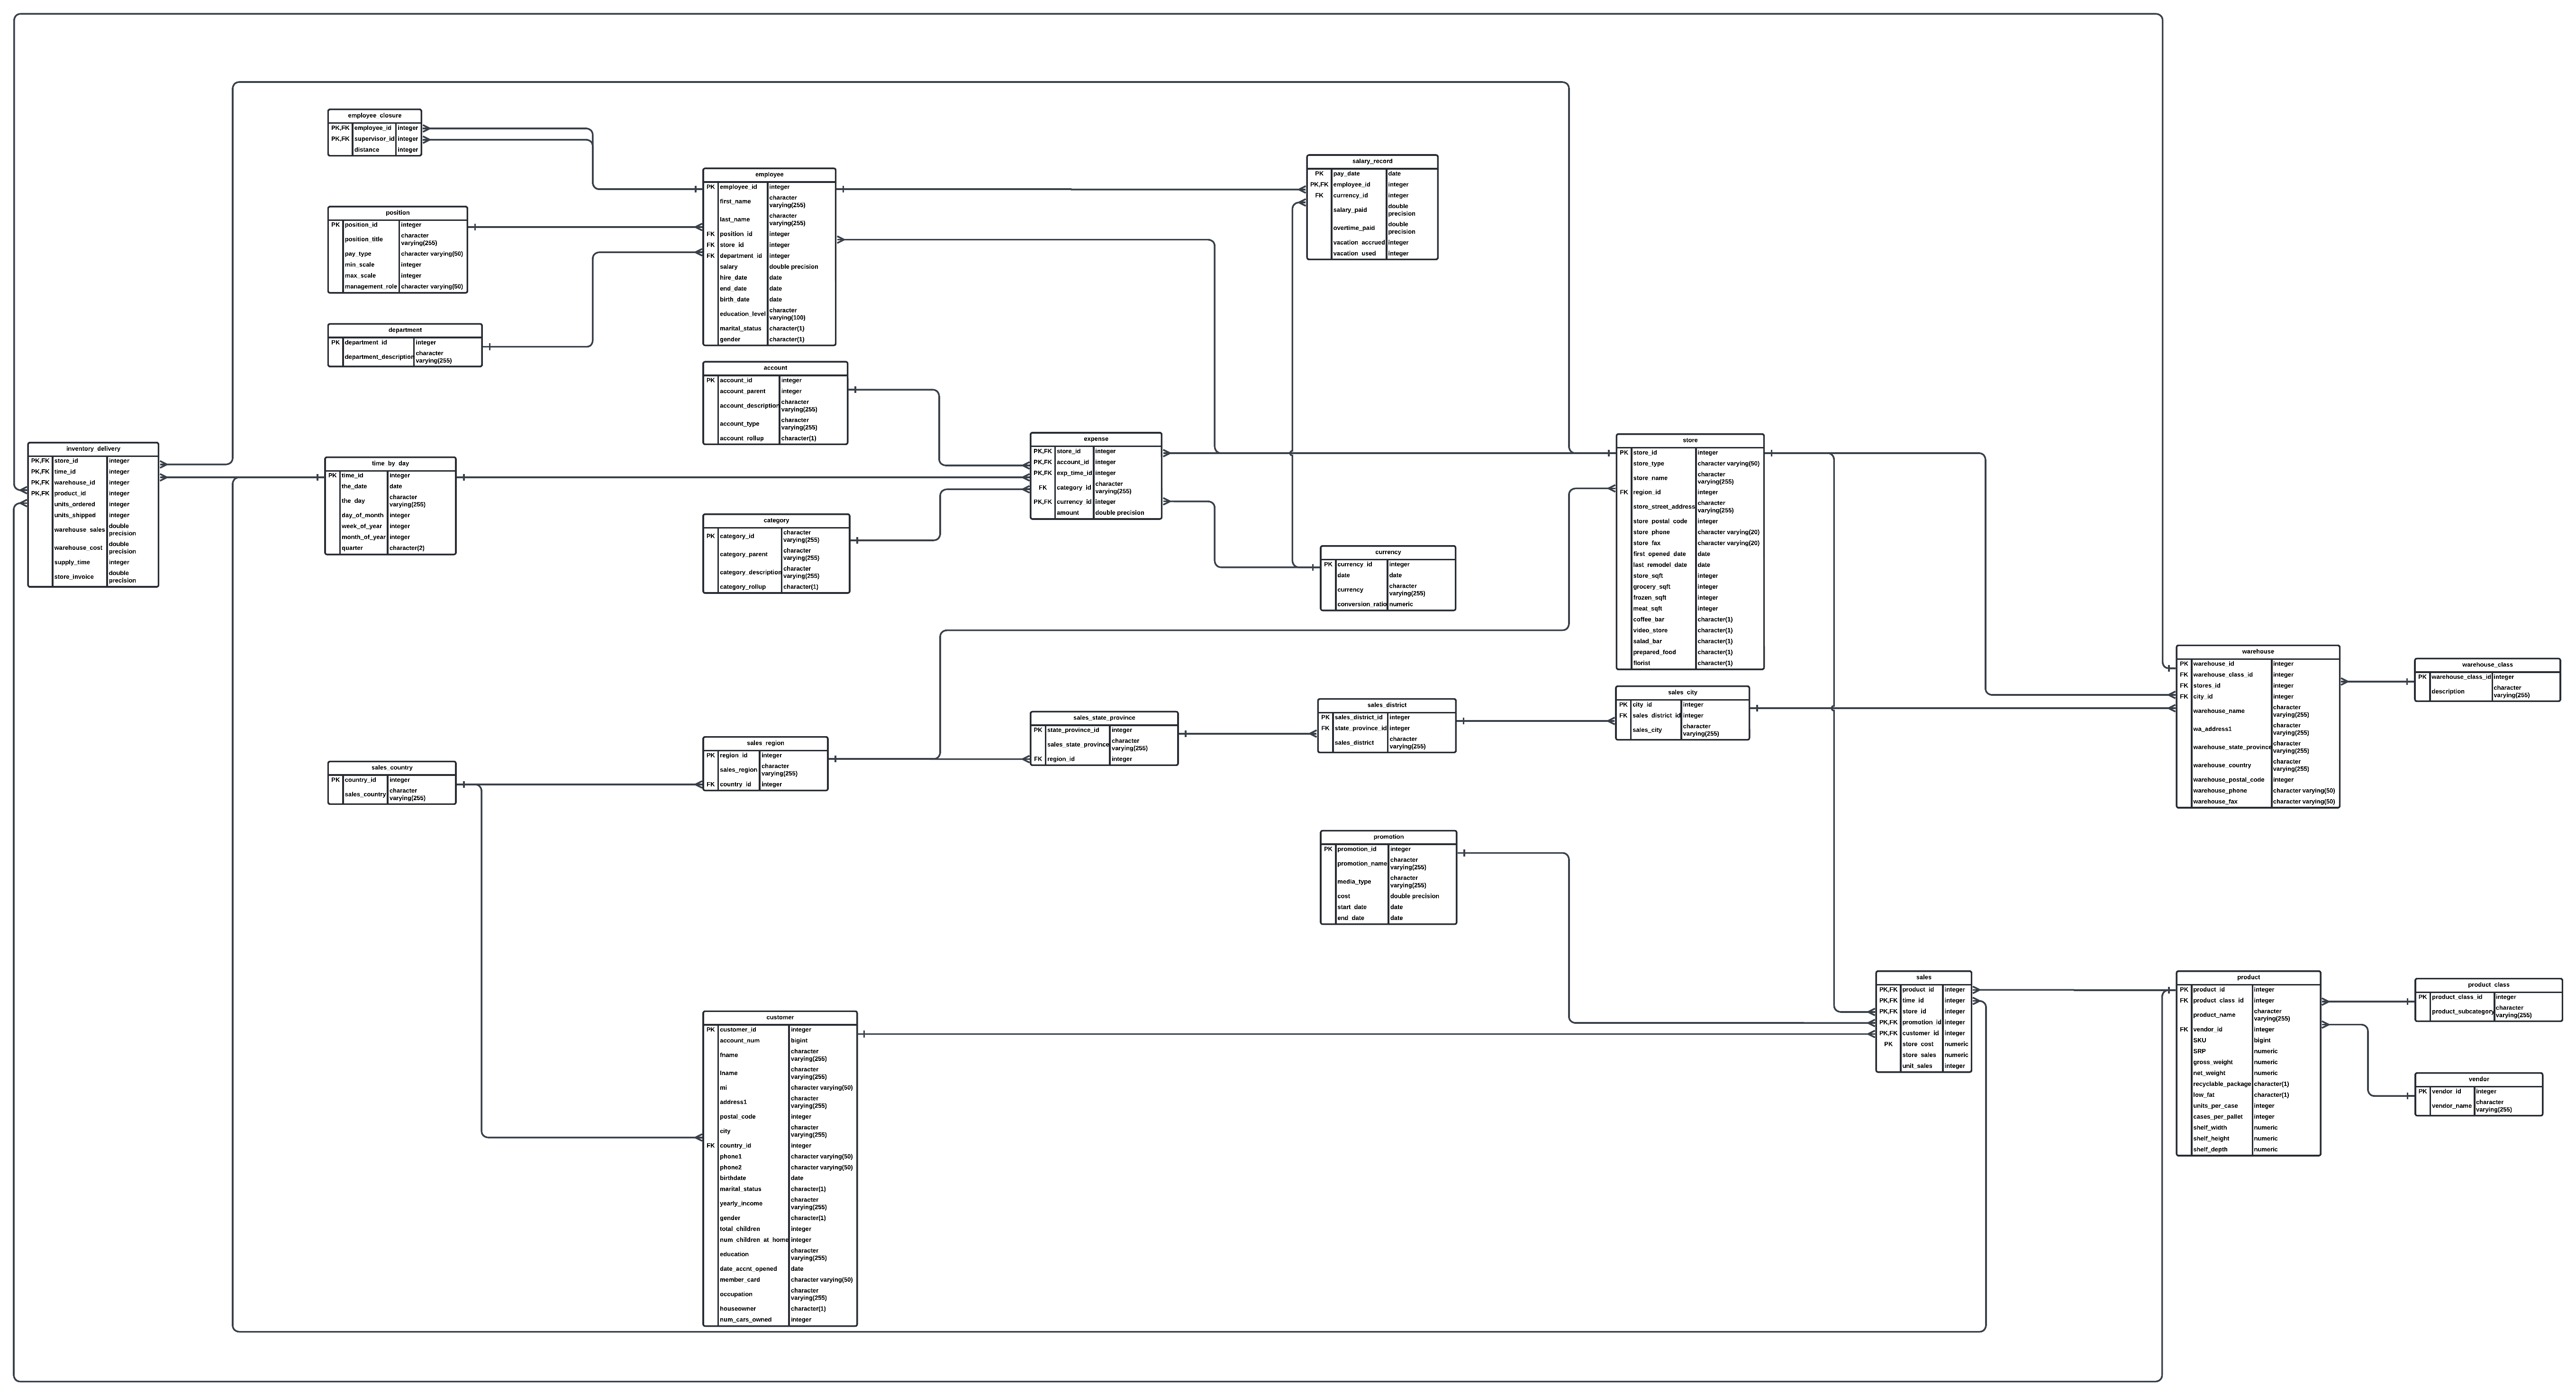 employee_closure
PK,FK employee_id integer
PK,FK supervisor_id integer
distance integer
position
PK position_id integer
position_title character varying(255)
pay_type character varying(50)
min_scale integer
max_scale integer
management_role character varying(50)
department
PK department_id integer
department_description character varying(255)
employee
PK employee_id integer
first_name character varying(255)
last_name character varying(255)
FK position_id integer
FK store_id integer
FK department_id integer
salary double precision
hire_date date
end_date date
birth_date date
education_level character varying(100)
marital_status character(1)
gender character(1)
salary_record
PK pay_date date
PK,FK employee_id integer
FK currency_id integer
salary_paid double precision
overtime_paid double precision
vacation_accrued integer
vacation_used integer
account
PK account_id integer
account_parent integer
account_description character varying(255)
account_type character varying(255)
account_rollup character(1)
inventory_delivery
PK,FK store_id integer
PK,FK time_id integer
PK,FK warehouse_id integer
PK,FK product_id integer
units_ordered integer
units_shipped integer
warehouse_sales double precision
warehouse_cost double precision
supply_time integer
store_invoice double precision
time_by_day
PK time_id integer
the_date date
the_day character varying(255)
day_of_month integer
week_of_year integer
month_of_year integer
quarter character(2)
category
PK category_id character varying(255)
category_parent character varying(255)
category_description character varying(255)
category_rollup character(1)
expense
PK,FK store_id integer
PK,FK account_id integer
PK,FK exp_time_id integer
FK category_id character varying(255)
PK,FK currency_id integer
amount double precision
currency
PK currency_id integer
date date
currency character varying(255)
conversion_ratio numeric
store
PK store_id integer
store_type character varying(50)
store_name character varying(255)
FK region_id integer
store_street_address character varying(255)
store_postal_code integer
store_phone character varying(20)
store_fax character varying(20)
first_opened_date date
last_remodel_date date
store_sqft integer
grocery_sqft integer
frozen_sqft integer
meat_sqft integer
coffee_bar character(1)
video_store character(1)
salad_bar character(1)
prepared_food character(1)
florist character(1)
warehouse
PK warehouse_id integer
FK warehouse_class_id integer
FK stores_id integer
FK city_id integer
warehouse_name character varying(255)
wa_address1 character varying(255)
warehouse_state_province character varying(255)
warehouse_country character varying(255)
warehouse_postal_code integer
warehouse_phone character varying(50)
warehouse_fax character varying(50)
warehouse_class
PK warehouse_class_id integer
description character varying(255)
sales_country
PK country_id integer
sales_country character varying(255)
sales_region
PK region_id integer
sales_region character varying(255)
FK country_id integer
sales_state_province
PK state_province_id integer
sales_state_province character varying(255)
FK region_id integer
sales_district
PK sales_district_id integer
FK state_province_id integer
sales_district character varying(255)
sales_city
PK city_id integer
FK sales_district_id integer
sales_city character varying(255)
promotion
PK promotion_id integer
promotion_name character varying(255)
media_type character varying(255)
cost double precision
start_date date
end_date date
customer
PK customer_id integer
account_num bigint
fname character varying(255)
lname character varying(255)
mi character varying(50)
address1 character varying(255)
postal_code integer
city character varying(255)
FK country_id integer
phone1 character varying(50)
phone2 character varying(50)
birthdate date
marital_status character(1)
yearly_income character varying(255)
gender character(1)
total_children integer
num_children_at_home integer
education character varying(255)
date_accnt_opened date
member_card character varying(50)
occupation character varying(255)
houseowner character(1)
num_cars_owned integer
sales
PK,FK product_id integer
PK,FK time_id integer
PK,FK store_id integer
PK,FK promotion_id integer
PK,FK customer_id integer
PK store_cost numeric
store_sales numeric
unit_sales integer
product
PK product_id integer
FK product_class_id integer
product_name character varying(255)
FK vendor_id integer
SKU bigint
SRP numeric
gross_weight numeric
net_weight numeric
recyclable_package character(1)
low_fat character(1)
units_per_case integer
cases_per_pallet integer
shelf_width numeric
shelf_height numeric
shelf_depth numeric
product_class
PK product_class_id integer
product_subcategory character varying(255)
vendor
PK vendor_id integer
vendor_name character varying(255)